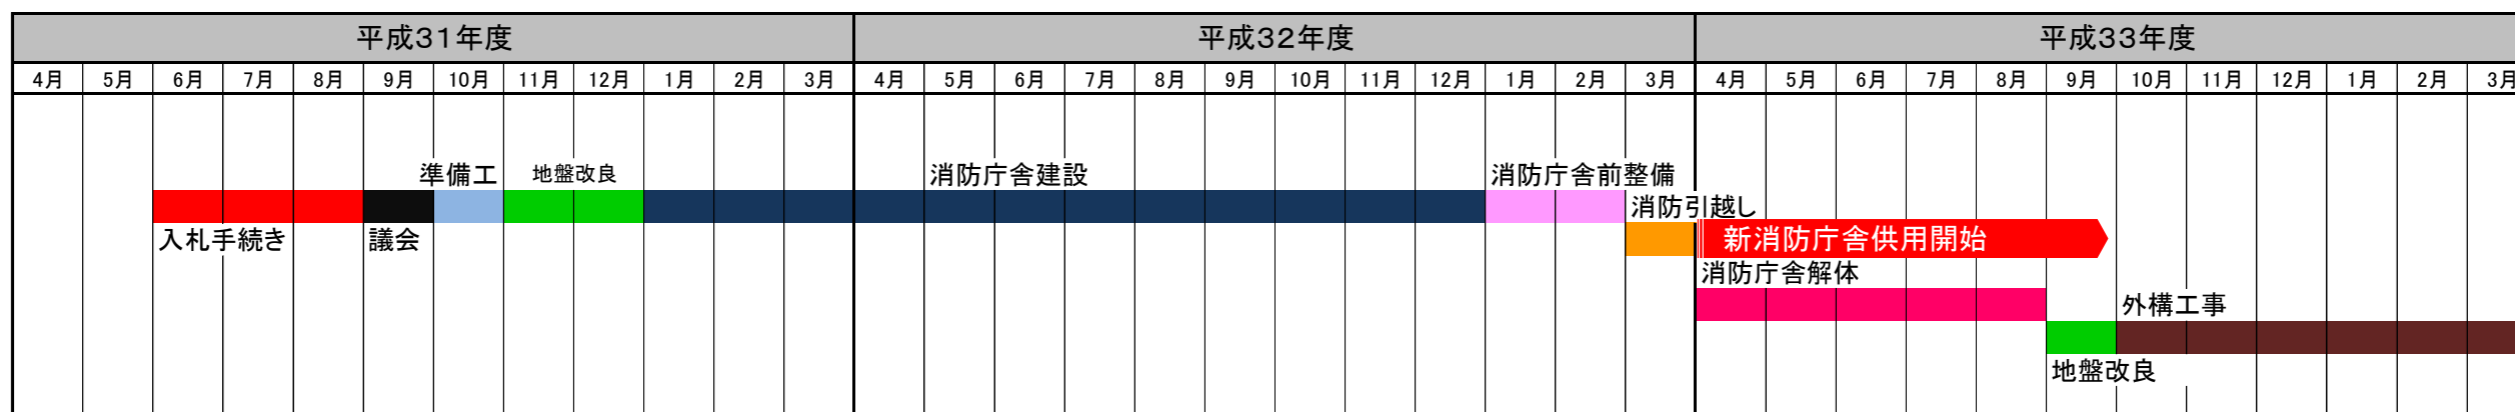 平成31年度 平成32年度 平成33年度
4月 5月 6月 7月 8月 9月 10月 11月 12月 1月 2月 3月 4月 5月 6月 7月 8月 9月 10月 11月 12月 1月 2月 3月 4月 5月 6月 7月 8月 9月 10月 11月 12月 1月 2月 3月
準備工 地盤改良 消防庁舎建設 消防庁舎前整備
消防引越し
入札手続き 議会 新消防庁舎供用開始
消防庁舎解体
外構工事
地盤改良